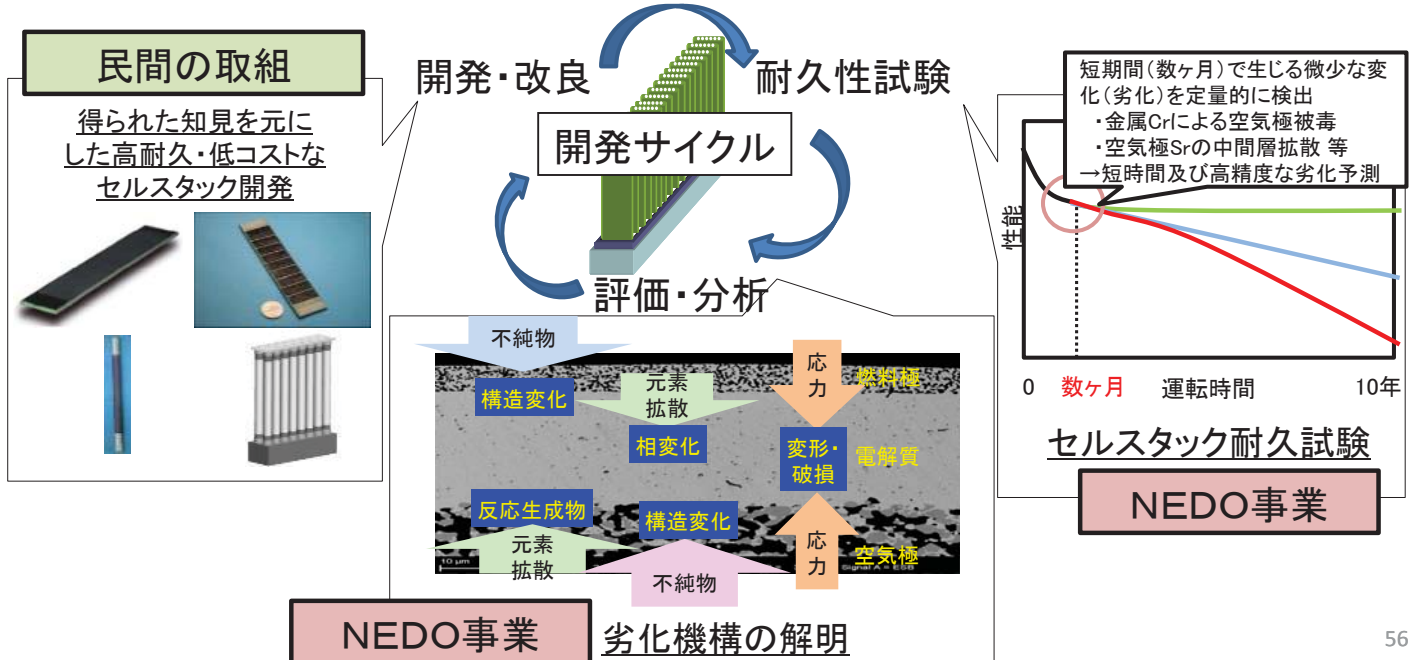 民間の取組
得られた知見を元に
した高耐久・低コストな
セルスタック開発
開発・改良
耐久性試験
開発サイクル
評価・分析
短期間(数ヶ月)で生じる微少な変
化(劣化)を定量的に検出
・金属Crによる空気極被毒
・空気極Srの中間層拡散 等
→短時間及び高精度な劣化予測
性能
0
数ヶ月
運転時間
10年
セルスタック耐久試験
NEDO事業
不純物
構造変化
元素
拡散
相変化
応
力
燃料極
変形・
破損
電解質
反応生成物
元素
拡散
構造変化
不純物
応
力
空気極
10 μm
Signal A = ESB
NEDO事業
劣化機構の解明
56